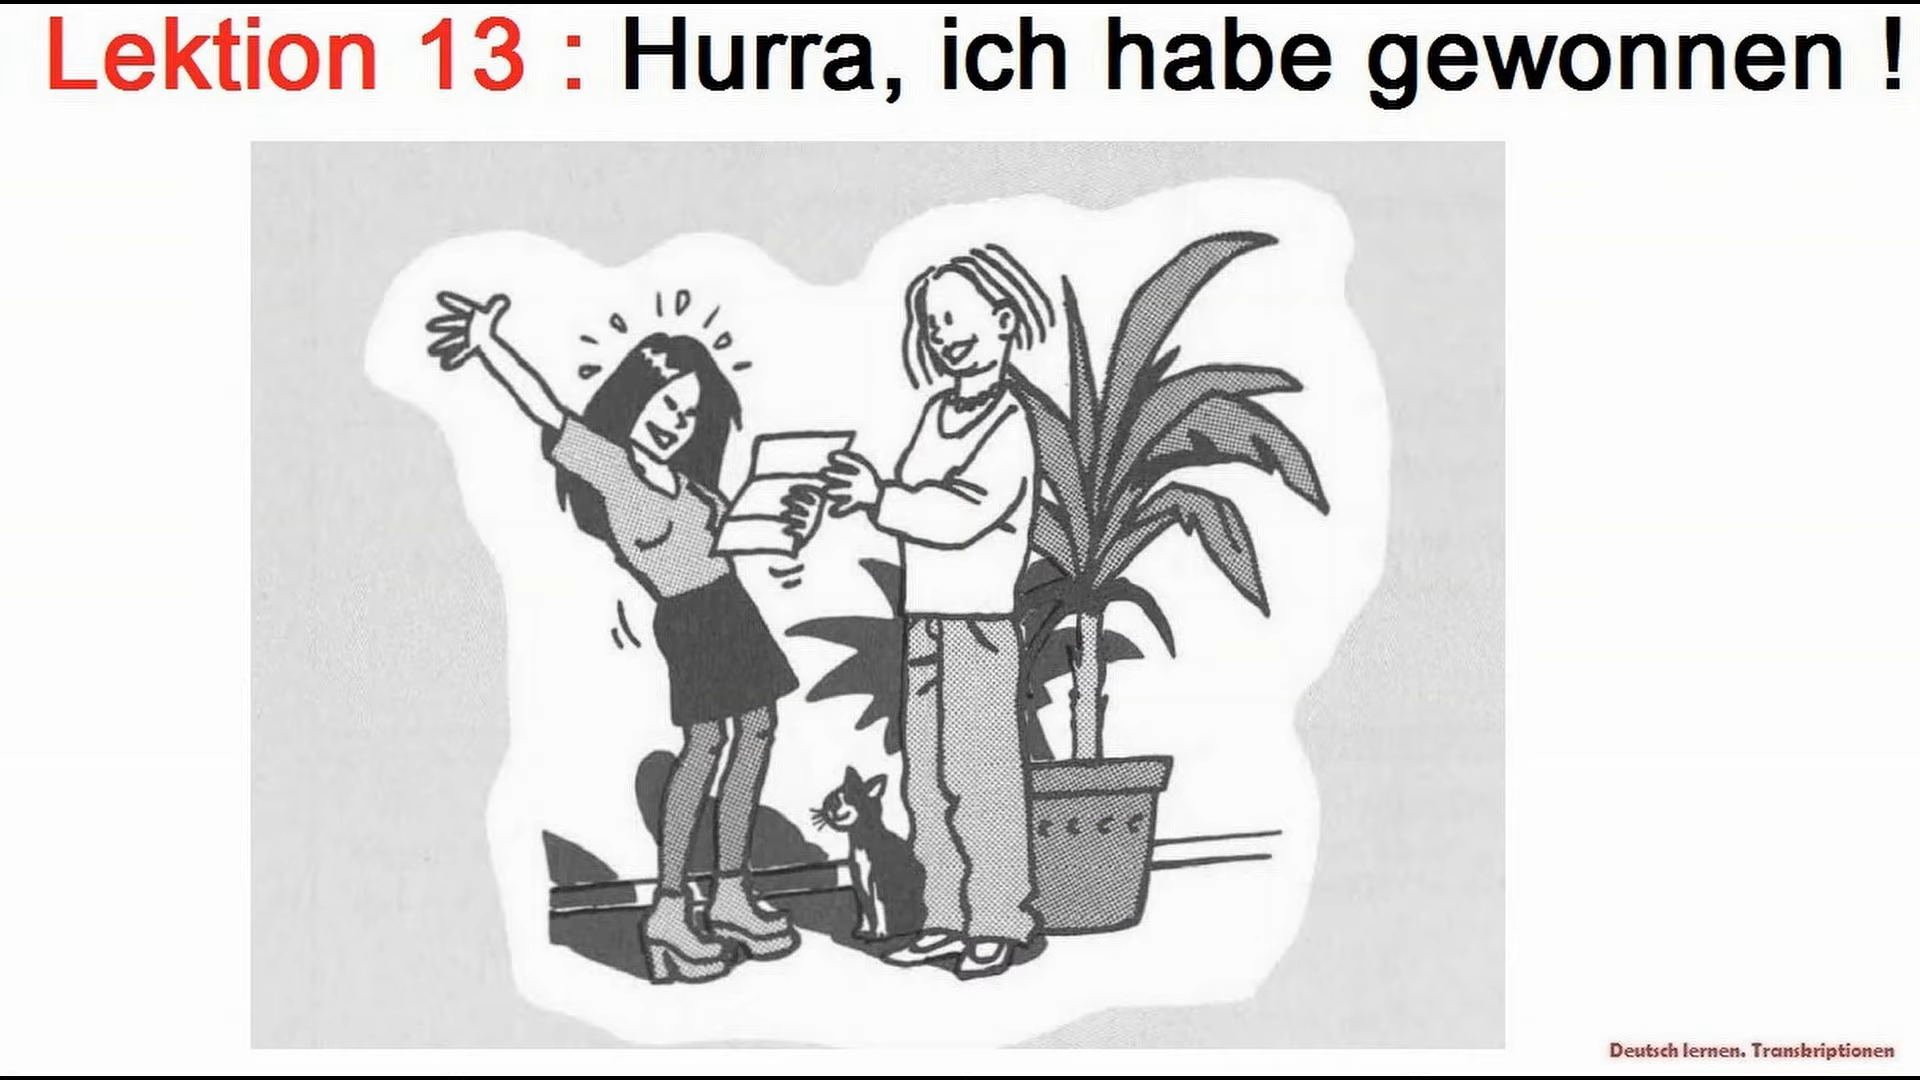 Lektion 13 : Hurra, ich habe gewonnen !
Deutsch lernen. Transkriptionen